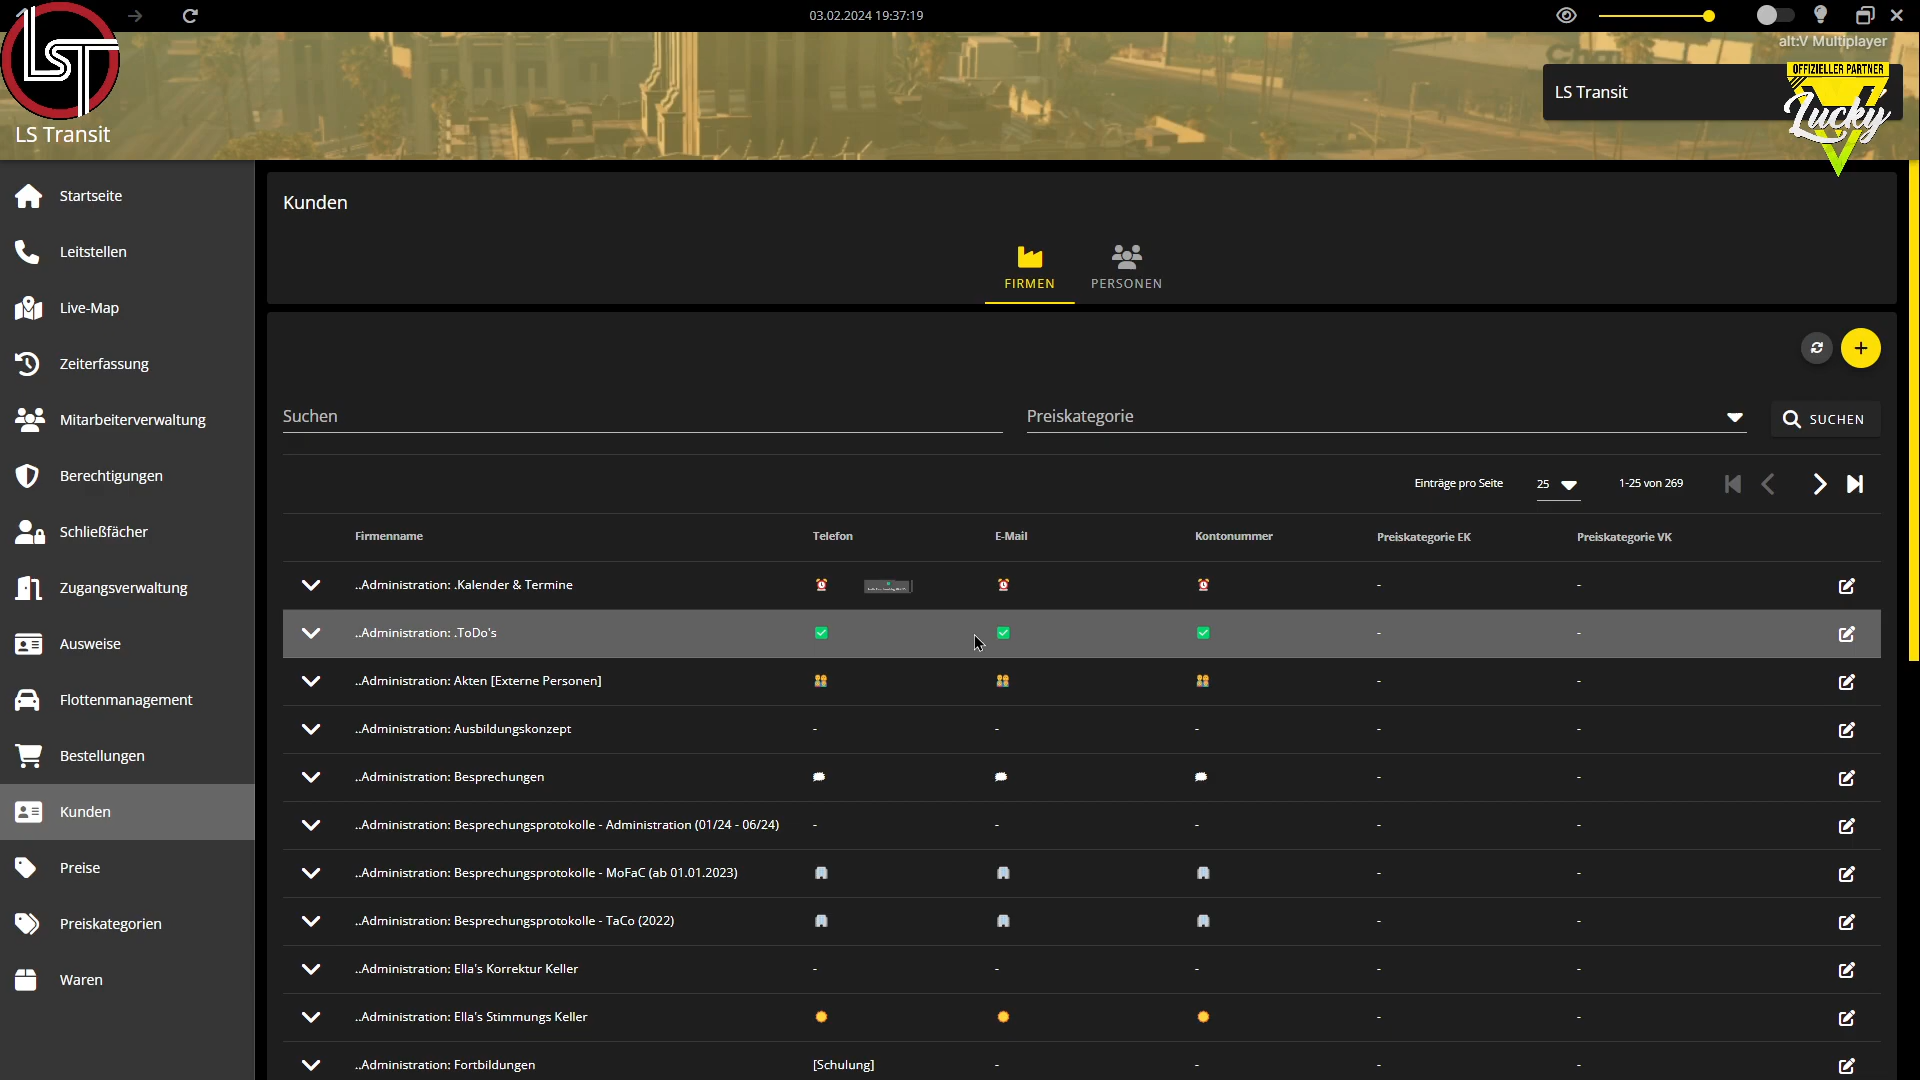 03.02.2024 19:37:19
alt:V Multiplayer
LST
LS Transit
LS Transit
OFFIZIELLER PARTNER
Lucky V
Startseite
Leitstellen
Live-Map
Zeiterfassung
Mitarbeiterverwaltung
Berechtigungen
Schließfächer
Zugangsverwaltung
Ausweise
Flottenmanagement
Bestellungen
Kunden
Preise
Preiskategorien
Waren
Kunden
FIRMEN
PERSONEN
+
Suchen
Preiskategorie
SUCHEN
Einträge pro Seite 25 1-25 von 269
Firmenname Telefon E-Mail Kontonummer Preiskategorie EK Preiskategorie VK
..Administration: .Kalender & Termine ⏰ ⏰ ⏰ - -
..Administration: .ToDo's ✅ ✅ ✅ - -
..Administration: Akten [Externe Personen] - -
..Administration: Ausbildungskonzept - - - - -
..Administration: Besprechungen - -
..Administration: Besprechungsprotokolle - Administration (01/24 - 06/24) - - - - -
..Administration: Besprechungsprotokolle - MoFaC (ab 01.01.2023) - -
..Administration: Besprechungsprotokolle - TaCo (2022) - -
..Administration: Ella's Korrektur Keller - - - - -
..Administration: Ella's Stimmungs Keller - -
..Administration: Fortbildungen [Schulung] - - - -